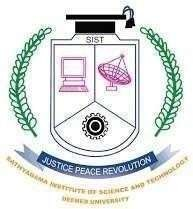 SIST
JUSTICE PEACE REVOLUTION
SATHYABAMA INSTITUTE OF SCIENCE AND TECHNOLOGY
DEEMED UNIVERSITY